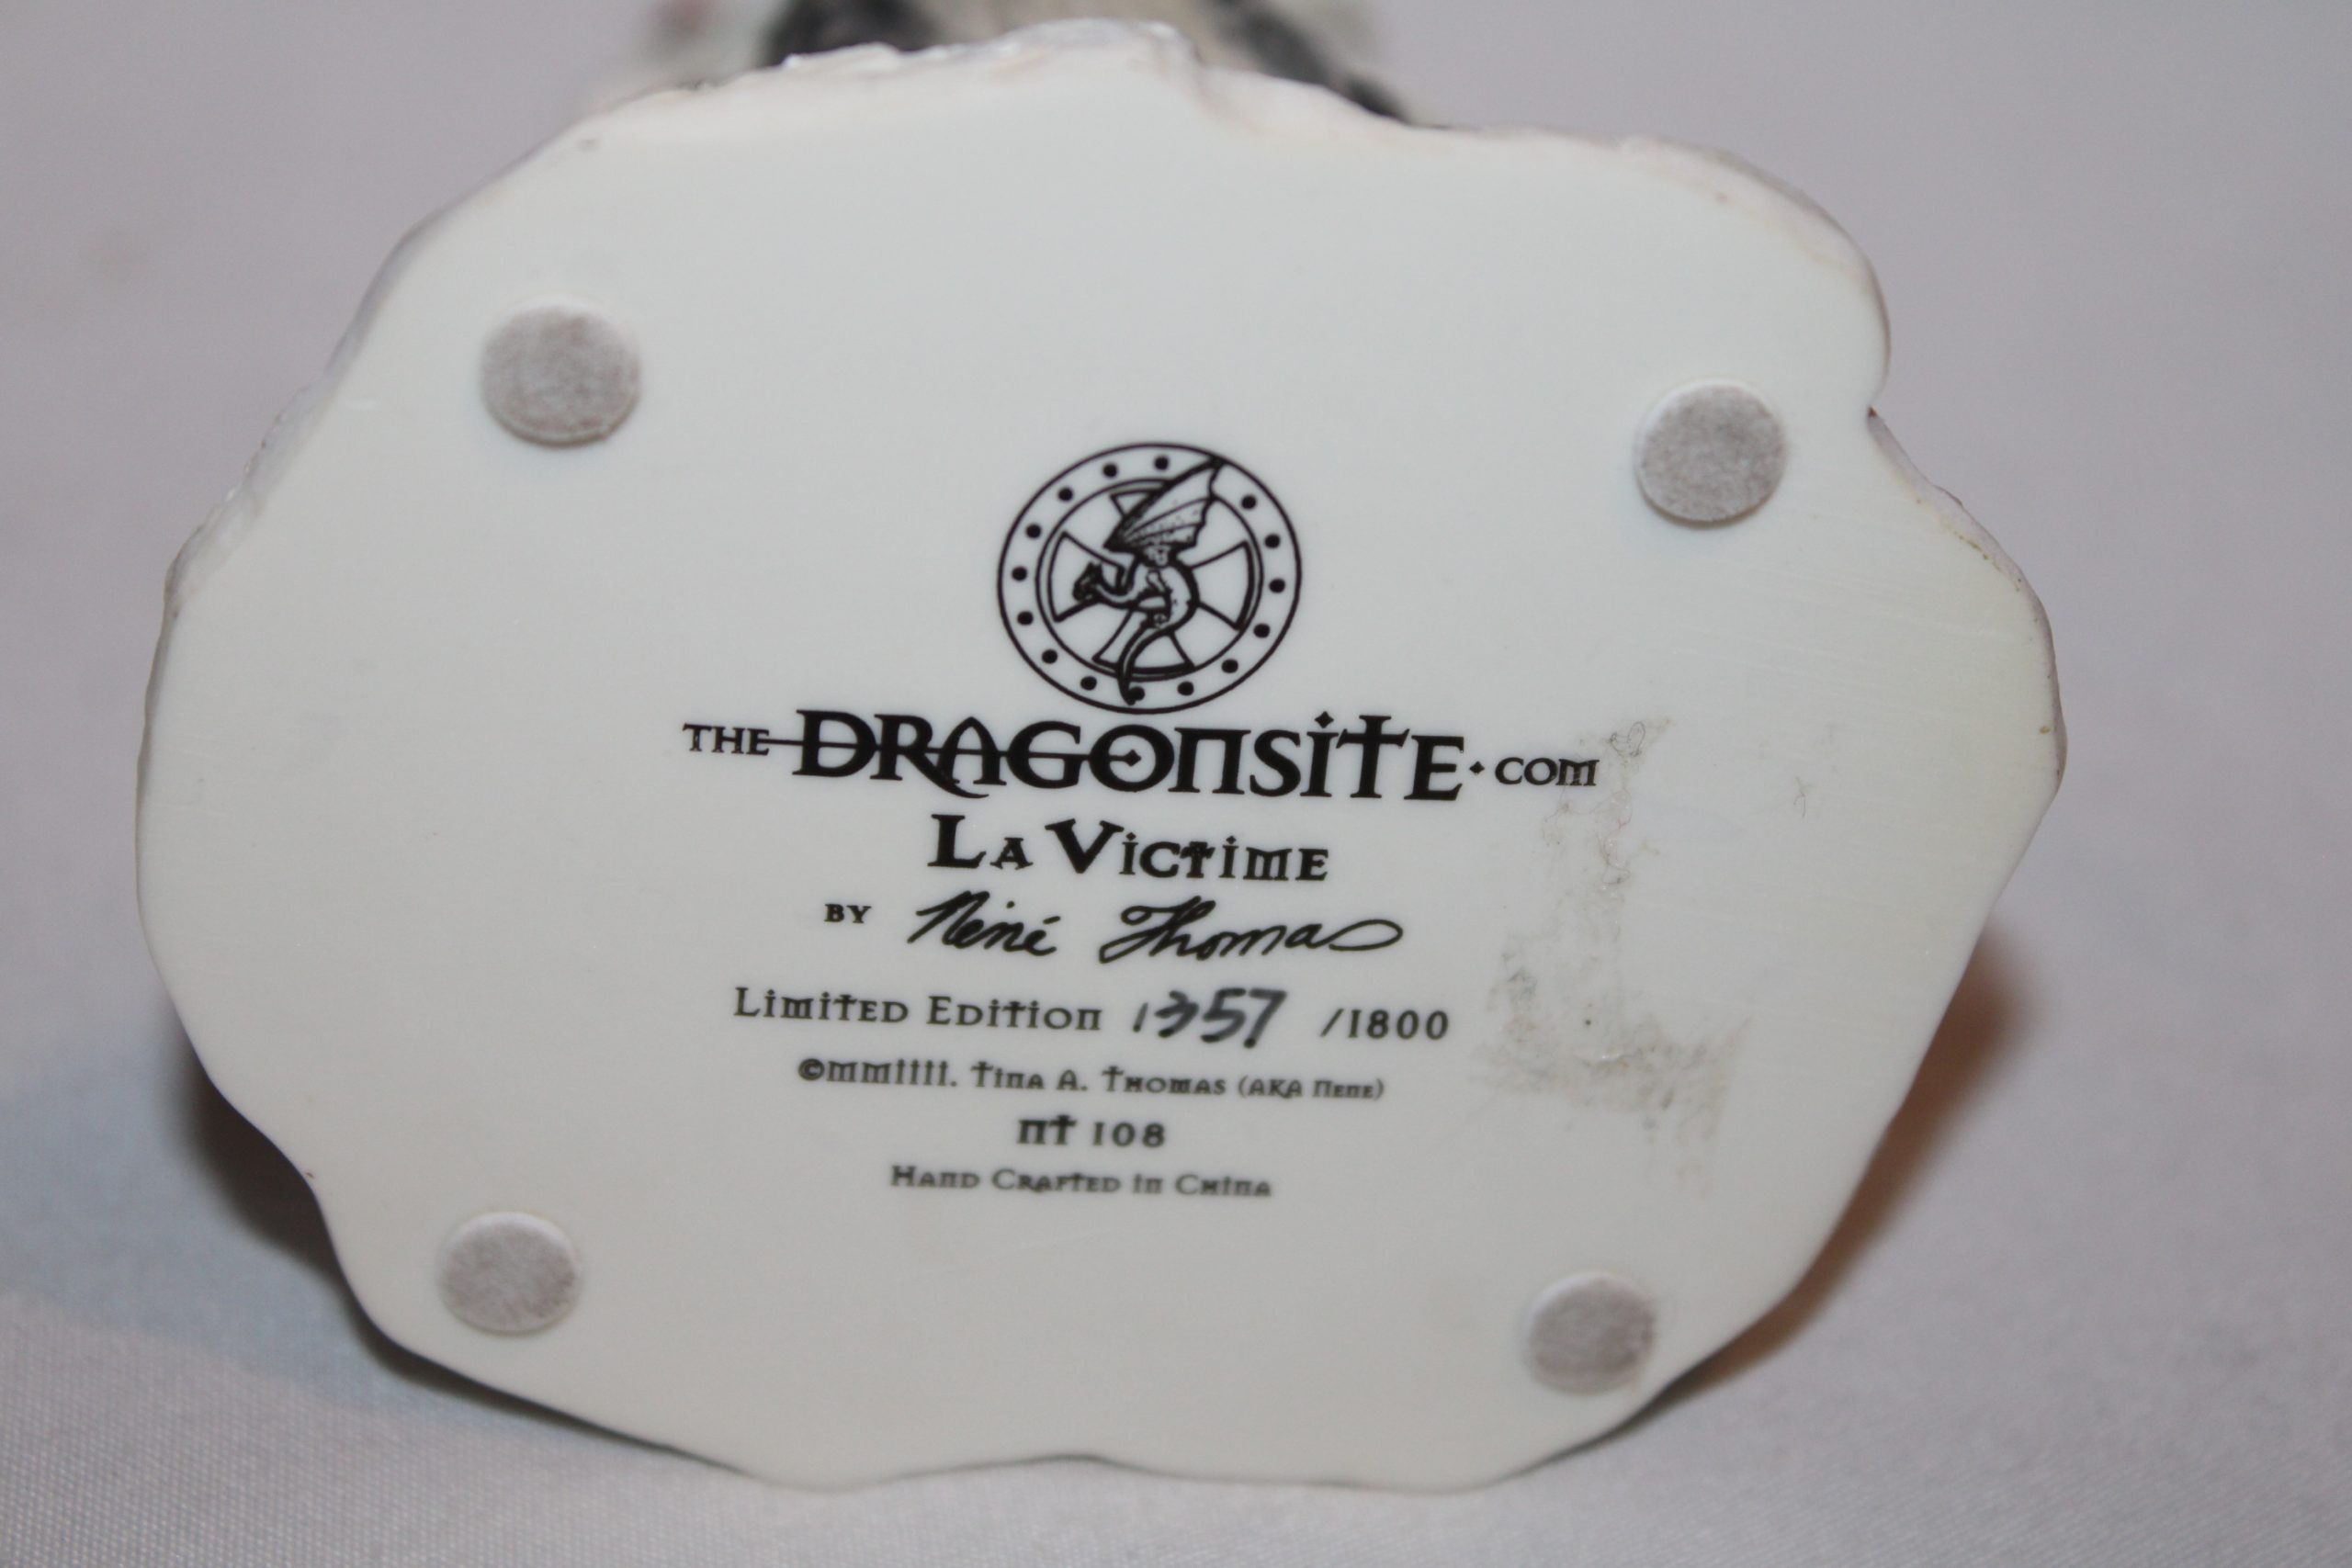 THE DRAGONSITE.COM
LA VICTIME
BY Néné Thomas
LIMITED EDITION 1357 /1800
©MMIIII. TINA A. THOMAS (AKA NENE)
NT 108
HAND CRAFTED IN CHINA